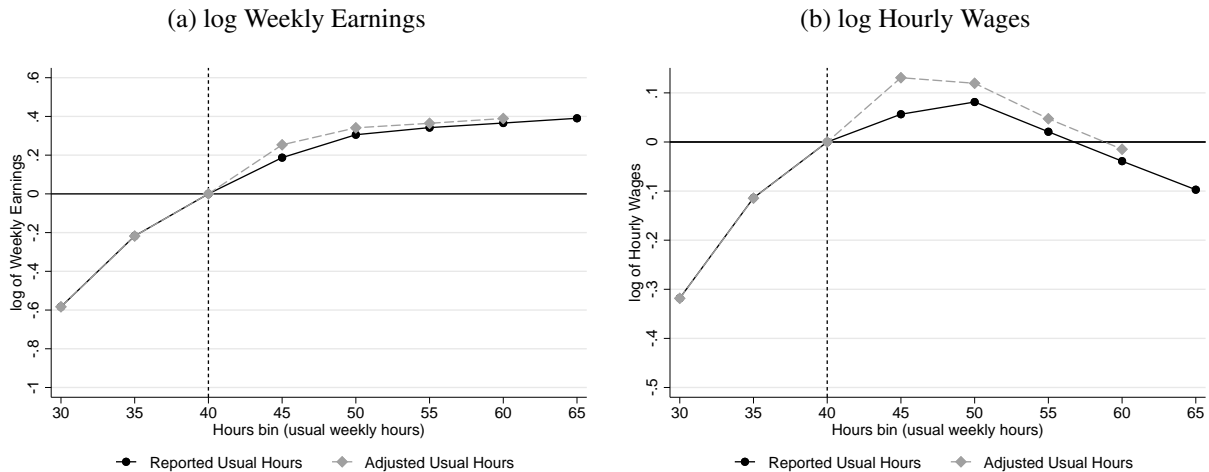 (a) log Weekly Earnings
log of Weekly Earnings
.6
.4
.2
0
-.2
-.4
-.6
-.8
-1
30 35 40 45 50 55 60 65
Hours bin (usual weekly hours)
Reported Usual Hours Adjusted Usual Hours
(b) log Hourly Wages
log of Hourly Wages
.1
0
-.1
-.2
-.3
-.4
-.5
30 35 40 45 50 55 60 65
Hours bin (usual weekly hours)
Reported Usual Hours Adjusted Usual Hours